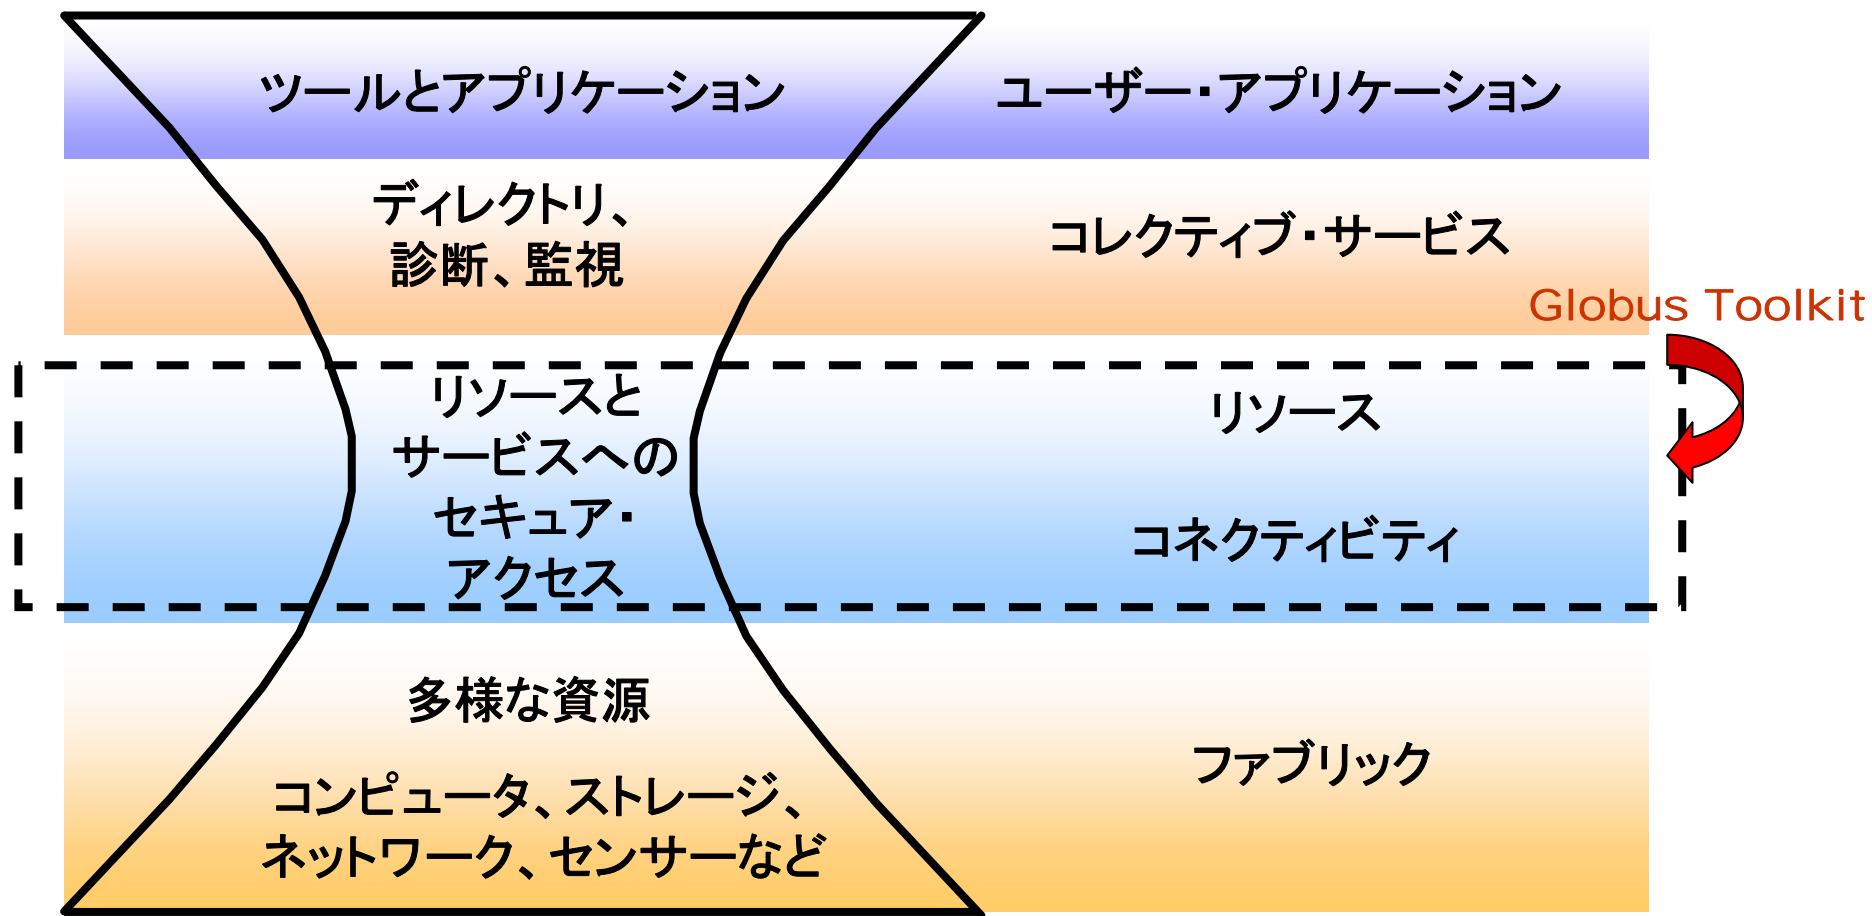 ツールとアプリケーション
ユーザー・アプリケーション
ディレクトリ、
診断、監視
コレクティブ・サービス
Globus Toolkit
リソースと
サービスへの
セキュア・
アクセス
リソース
コネクティビティ
多様な資源
コンピュータ、ストレージ、
ネットワーク、センサーなど
ファブリック